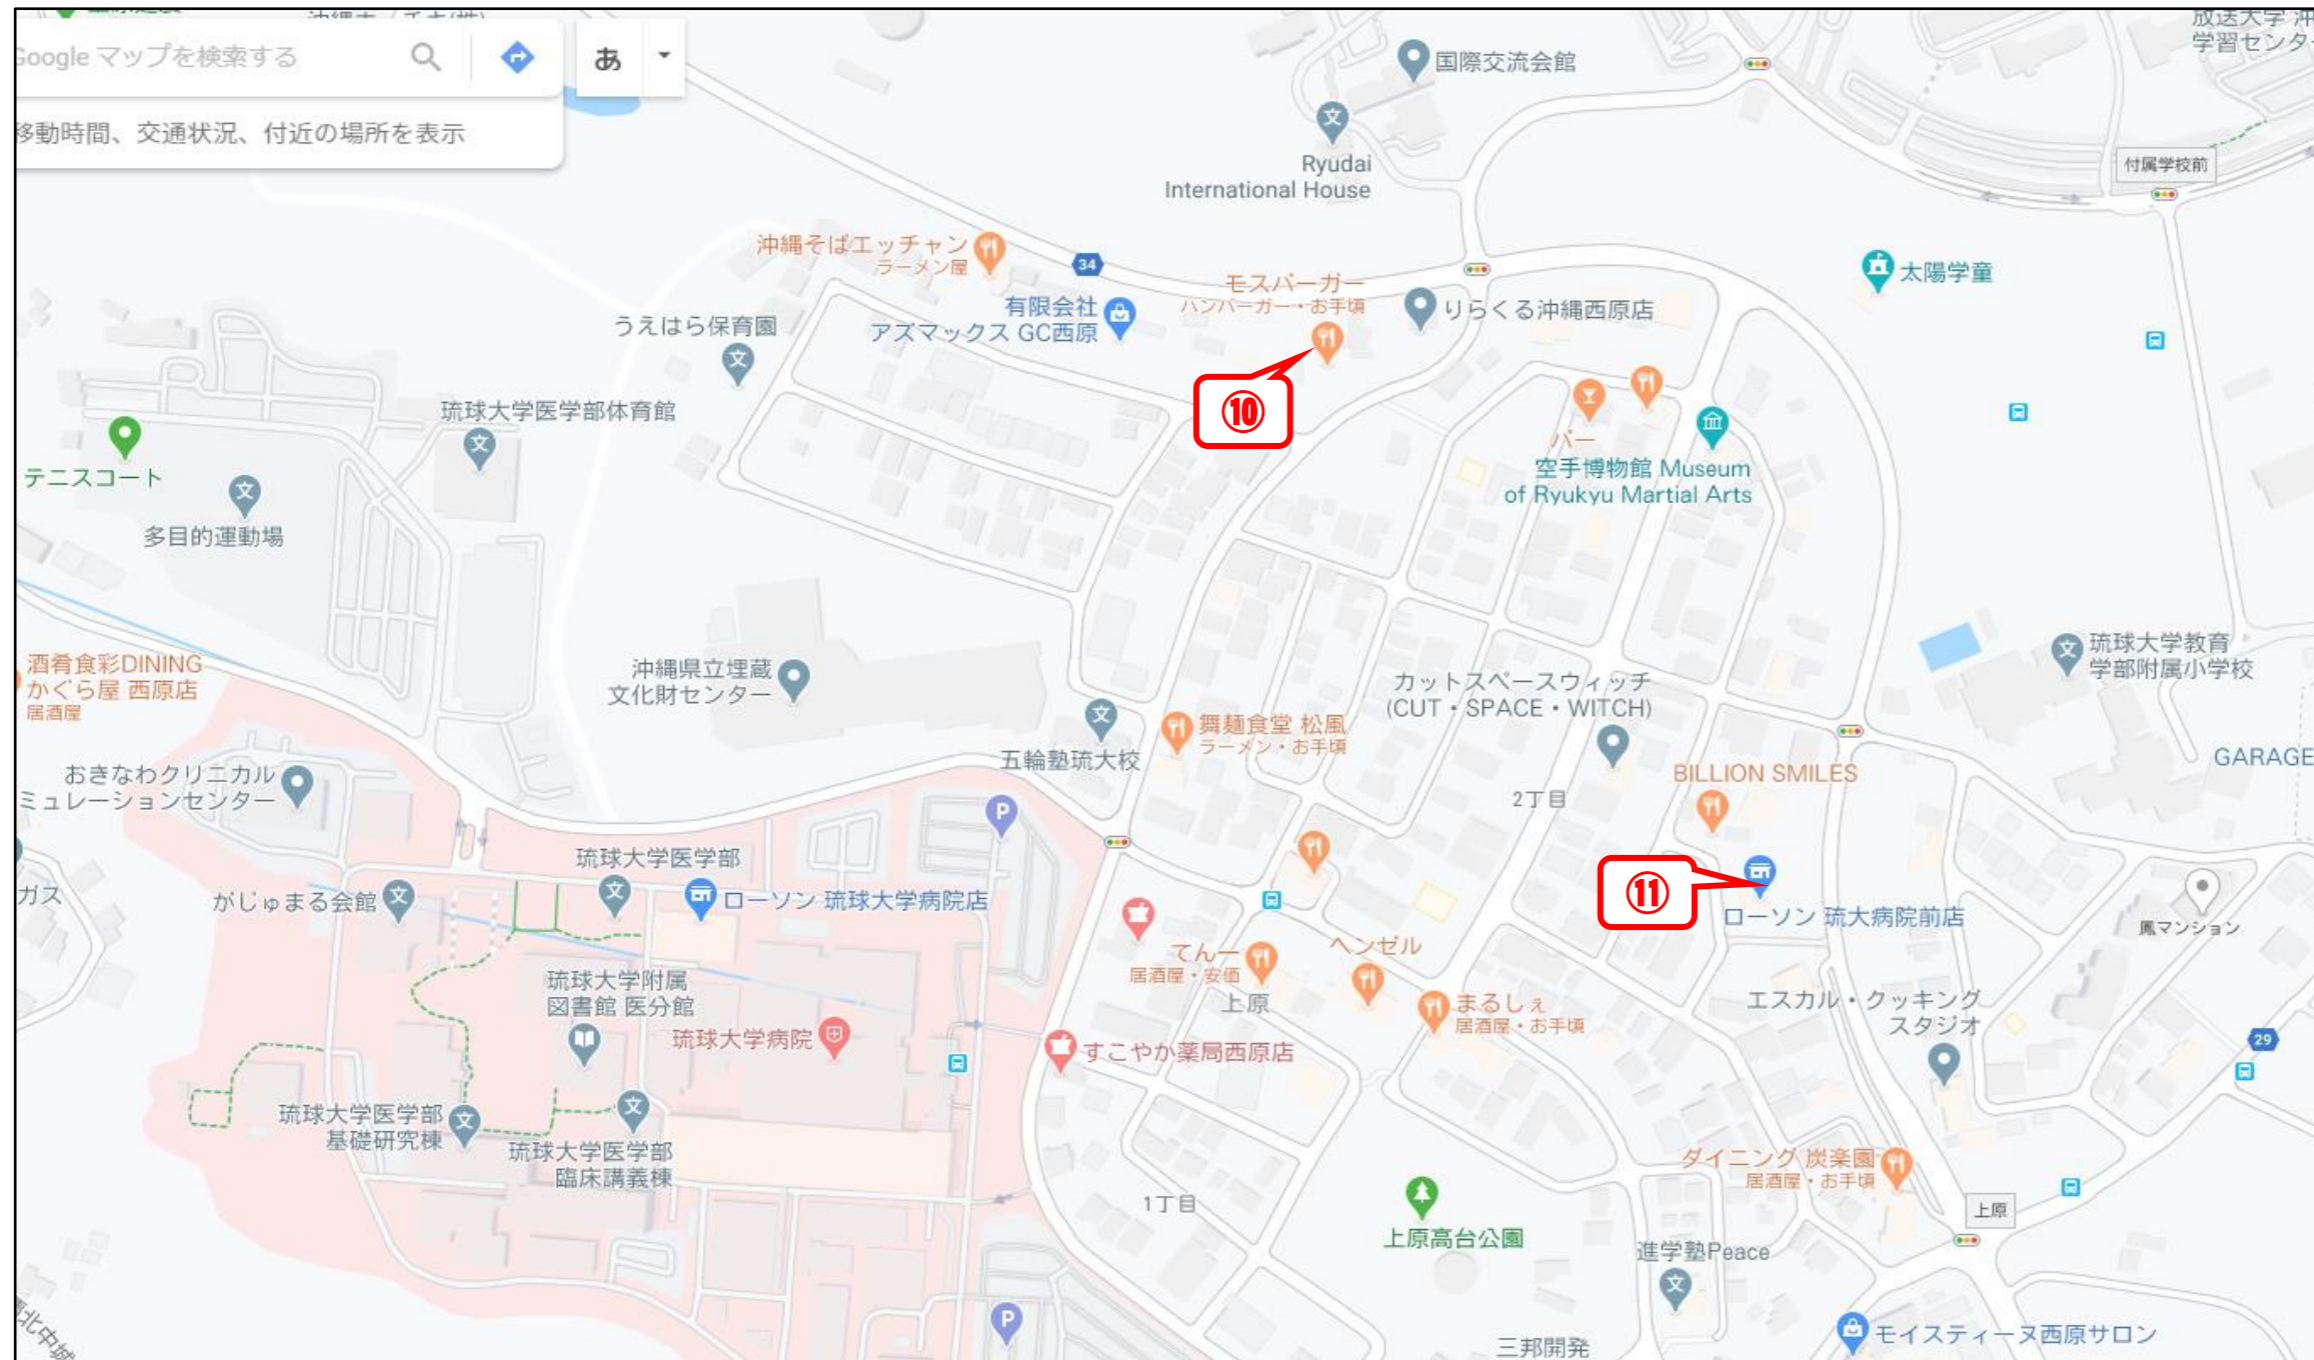 Google マップを検索する
あ
移動時間、交通状況、付近の場所を表示
国際交流会館
放送大学 沖
学習センタ
Ryudai
International House
付属学校前
沖縄そばエッチャン
ラーメン屋
34
モスバーガー
ハンバーガー・お手頃
太陽学童
有限会社
アズマックス GC西原
りらくる沖縄西原店
うえはら保育園
⑩
琉球大学医学部体育館
バー
空手博物館 Museum
of Ryukyu Martial Arts
テニスコート
多目的運動場
酒肴食彩DINING
かぐら屋 西原店
居酒屋
沖縄県立埋蔵
文化財センター
カットスペースウィッチ
(CUT・SPACE・WITCH)
琉球大学教育
学部附属小学校
五輪塾琉大校
舞麺食堂 松風
ラーメン・お手頃
GARAGE
おきなわクリニカル
ミュレーションセンター
BILLION SMILES
2丁目
P
琉球大学医学部
ガス
がじゅまる会館
ローソン 琉球大学病院店
⑪
ローソン 琉大病院前店
鳳マンション
てんー
居酒屋・安価
ヘンゼル
上原
琉球大学附属
図書館 医分館
まるしぇ
居酒屋・お手頃
エスカル・クッキング
スタジオ
琉球大学病院
すこやか薬局西原店
29
琉球大学医学部
基礎研究棟
琉球大学医学部
臨床講義棟
ダイニング 炭楽園
居酒屋・お手頃
1丁目
上原
上原高台公園
進学塾Peace
P
モイスティーヌ西原サロン
三邦開発